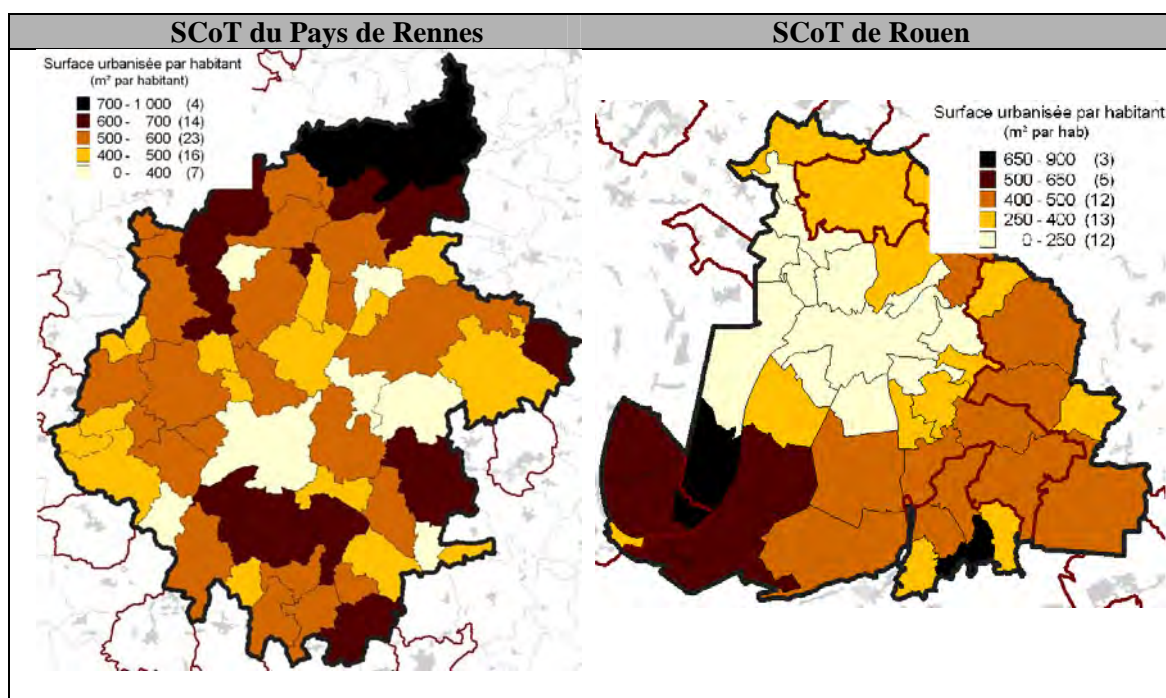 SCoT du Pays de Rennes
SCoT de Rouen
Surface urbanisée par habitant
(m² par habitant)
700 - 1 000 (4)
600 - 700 (14)
500 - 600 (23)
400 - 500 (16)
0 - 400 (7)
Surface urbanisée par habitant
(m² par hab)
650 - 900 (3)
500 - 650 (5)
400 - 500 (12)
250 - 400 (13)
0 - 250 (12)